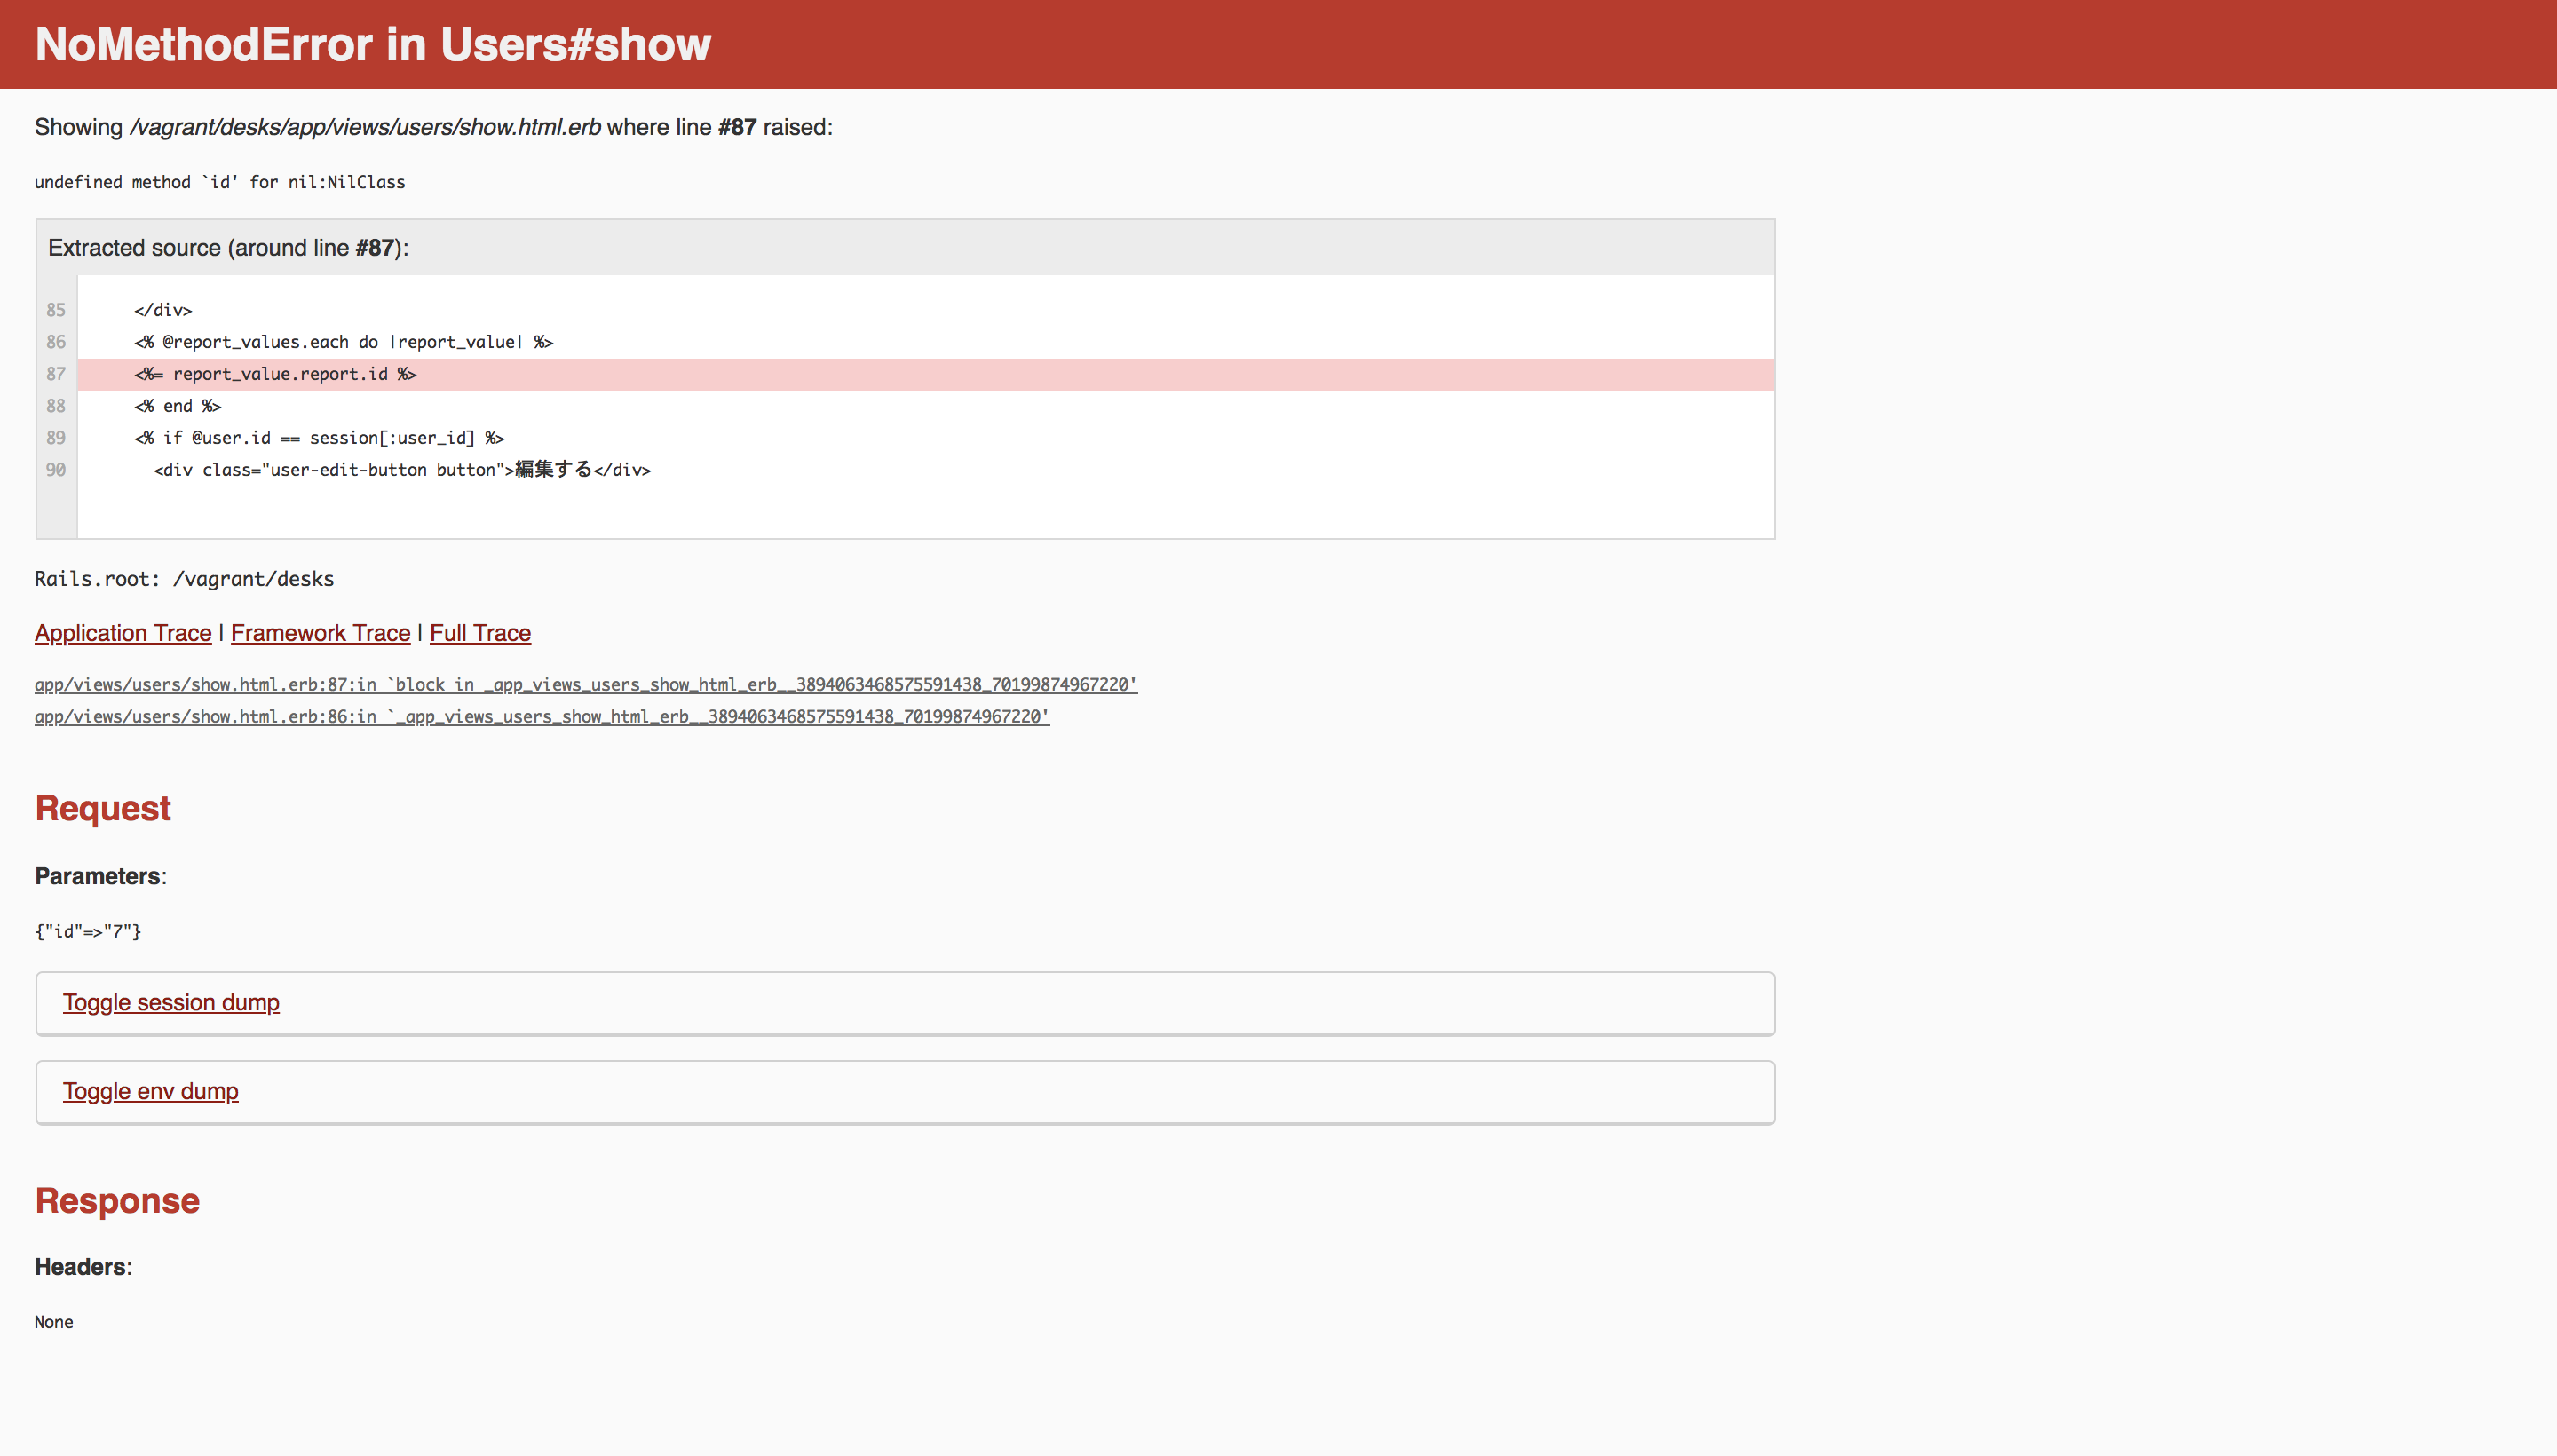 NoMethodError in Users#show
Showing /vagrant/desks/app/views/users/show.html.erb where line #87 raised:
undefined method `id' for nil:NilClass
Extracted source (around line #87):
85 </div>
86 <% @report_values.each do |report_value| %>
87 <%= report_value.report.id %>
88 <% end %>
89 <% if @user.id == session[:user_id] %>
90 <div class="user-edit-button button">編集する</div>
Rails.root: /vagrant/desks
Application Trace | Framework Trace | Full Trace
app/views/users/show.html.erb:87:in `block in _app_views_users_show_html_erb__3894063468575591438_70199874967220'
app/views/users/show.html.erb:86:in `_app_views_users_show_html_erb__3894063468575591438_70199874967220'
Request
Parameters:
{"id"=>"7"}
Toggle session dump
Toggle env dump
Response
Headers:
None